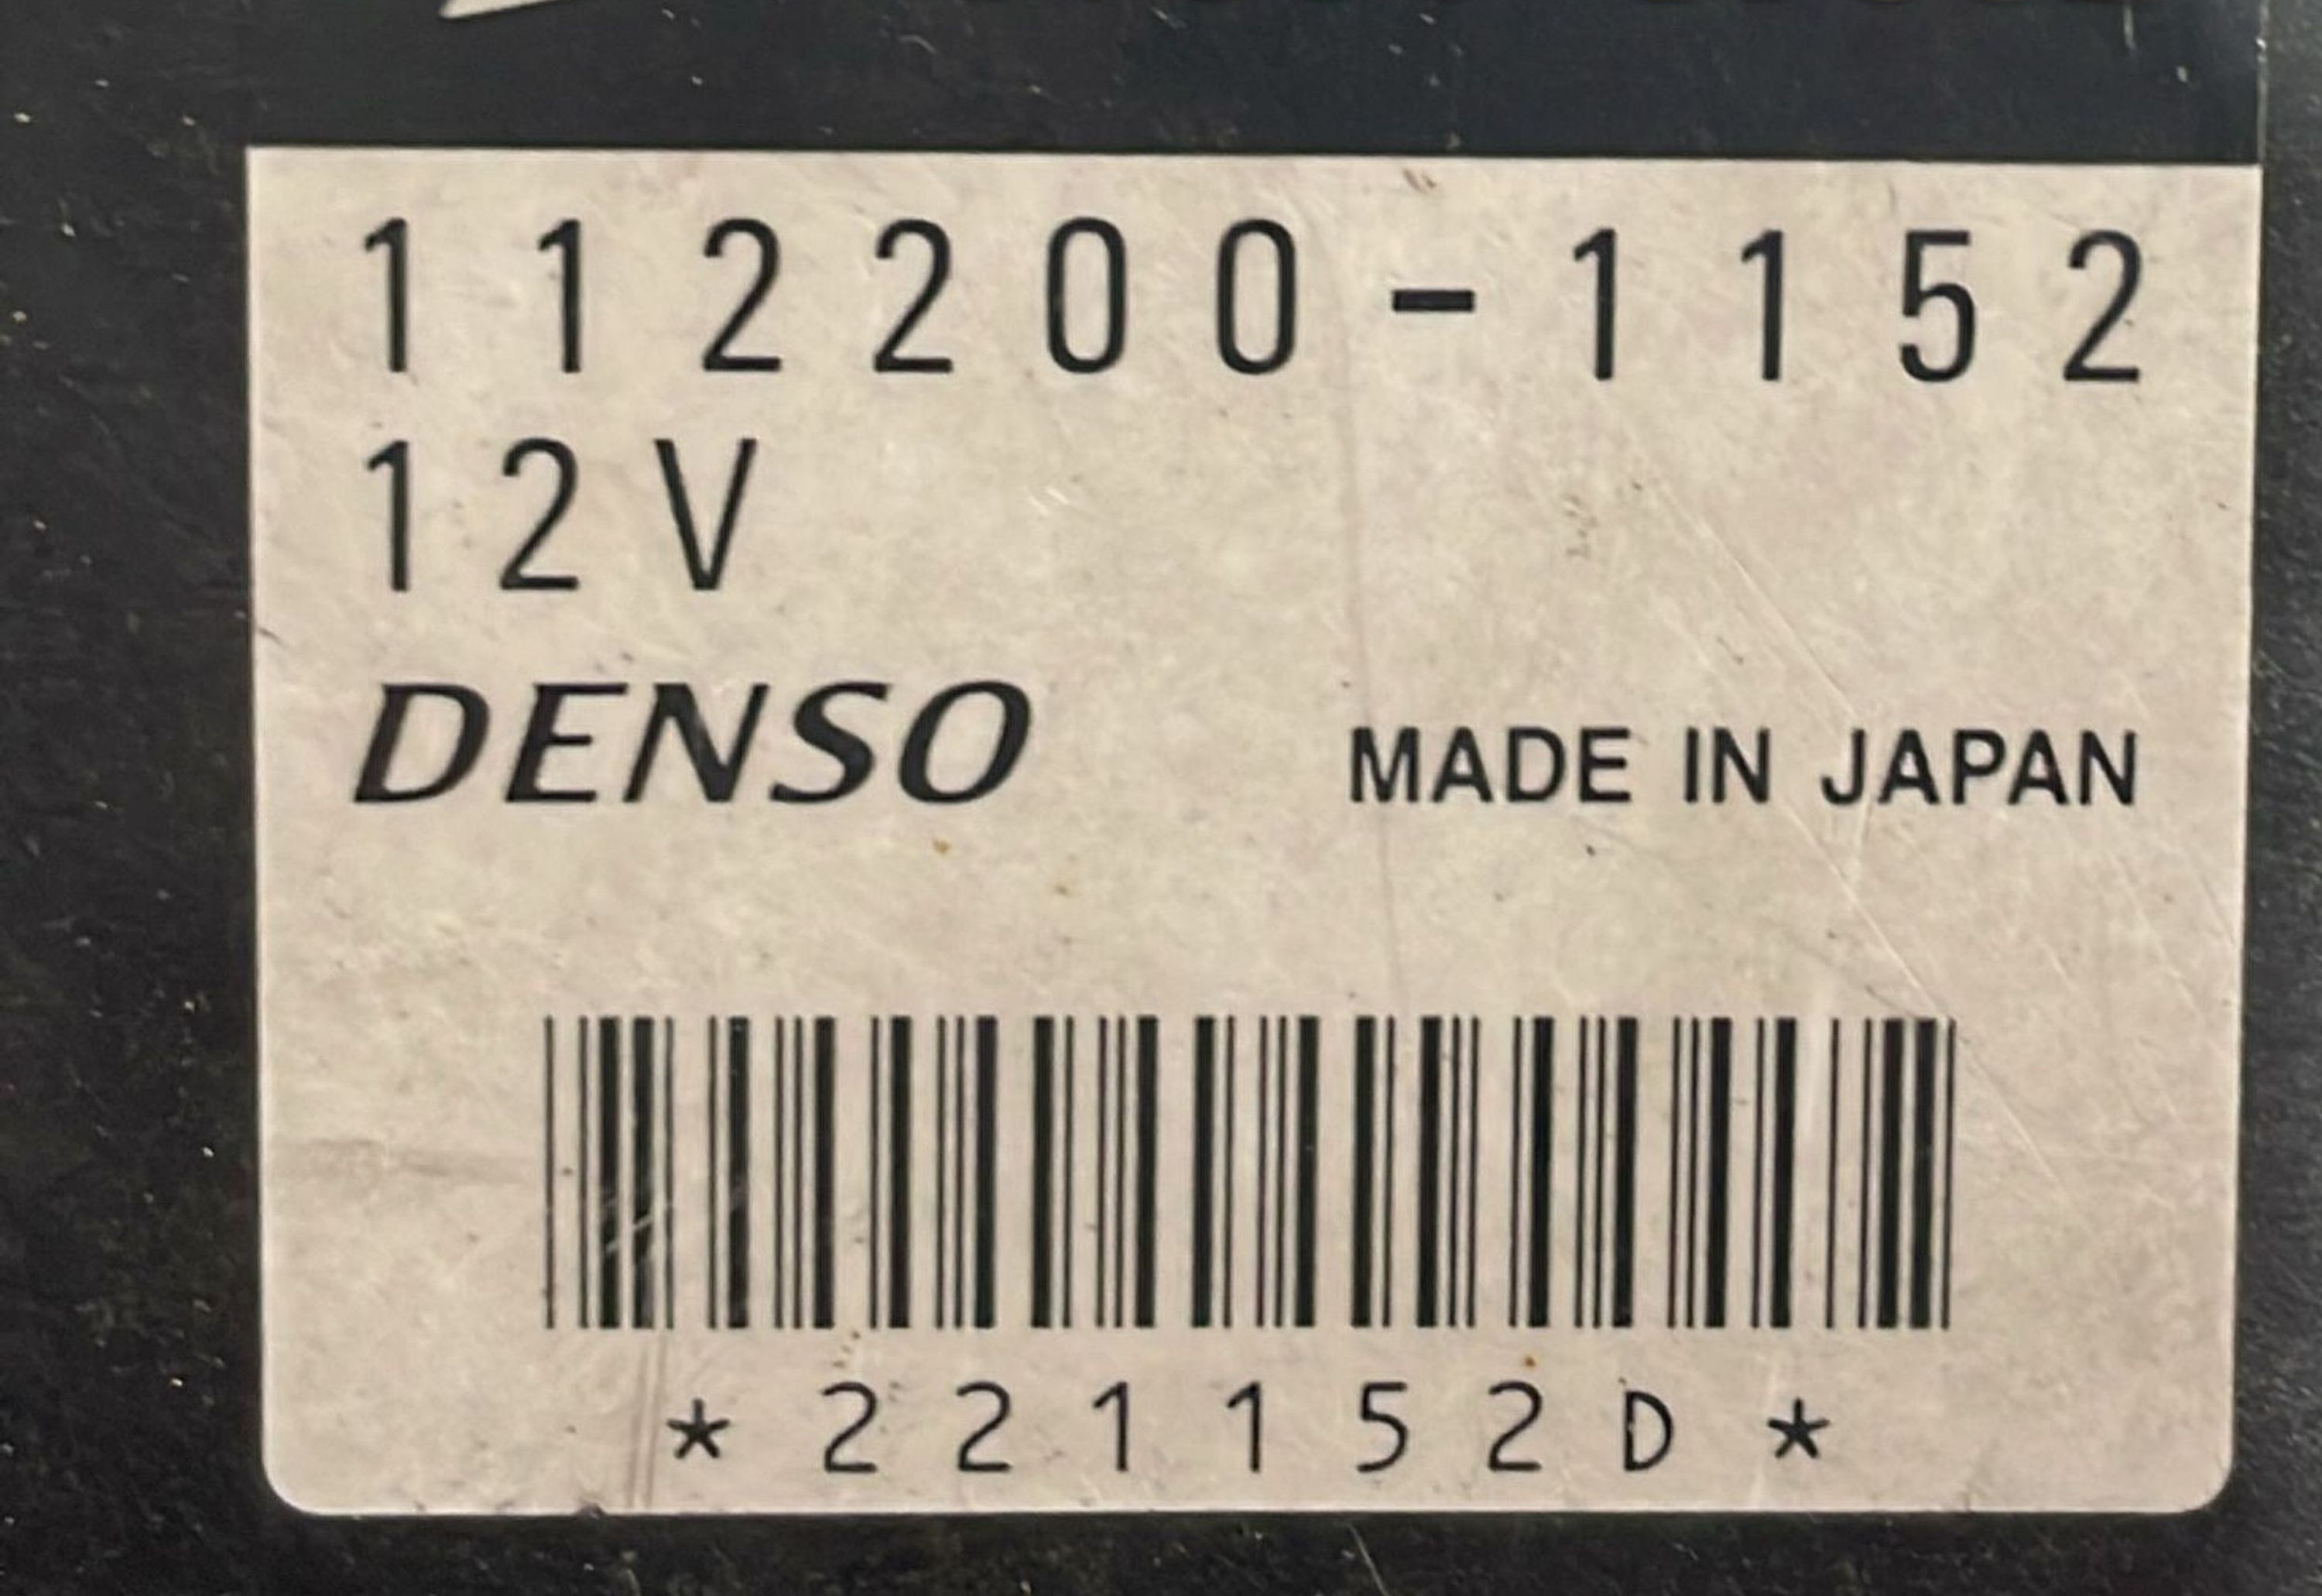 112200-1152
12V
DENSO MADE IN JAPAN
*221152D*